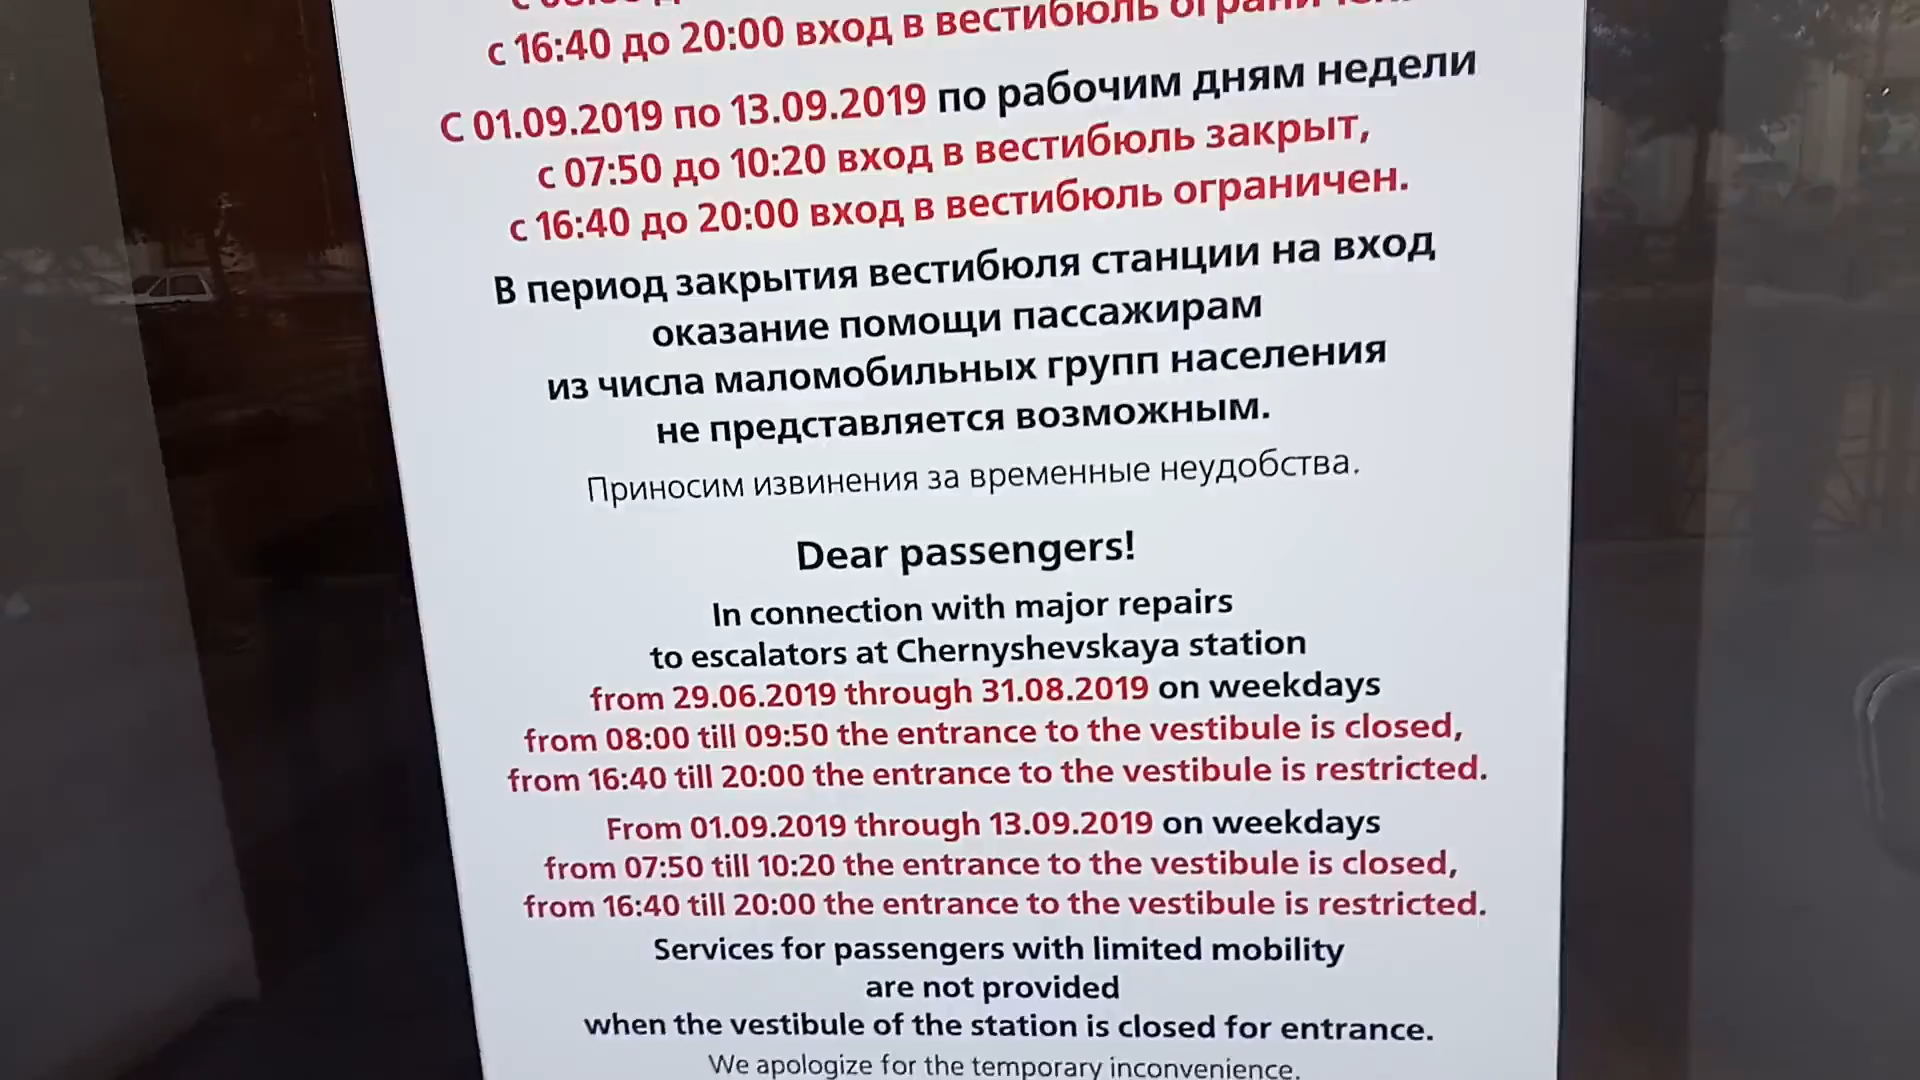 с 16:40 до 20:00 вход в вестибюль
С 01.09.2019 по 13.09.2019 по рабочим дням недели
с 07:50 до 10:20 вход в вестибюль закрыт,
с 16:40 до 20:00 вход в вестибюль ограничен.
В период закрытия вестибюля станции на вход
оказание помощи пассажирам
из числа маломобильных групп населения
не представляется возможным.
Приносим извинения за временные неудобства.
Dear passengers!
In connection with major repairs
to escalators at Chernyshevskaya station
from 29.06.2019 through 31.08.2019 on weekdays
from 08:00 till 09:50 the entrance to the vestibule is closed,
from 16:40 till 20:00 the entrance to the vestibule is restricted.
From 01.09.2019 through 13.09.2019 on weekdays
from 07:50 till 10:20 the entrance to the vestibule is closed,
from 16:40 till 20:00 the entrance to the vestibule is restricted.
Services for passengers with limited mobility
are not provided
when the vestibule of the station is closed for entrance.
We apologize for the temporary inconvenience.